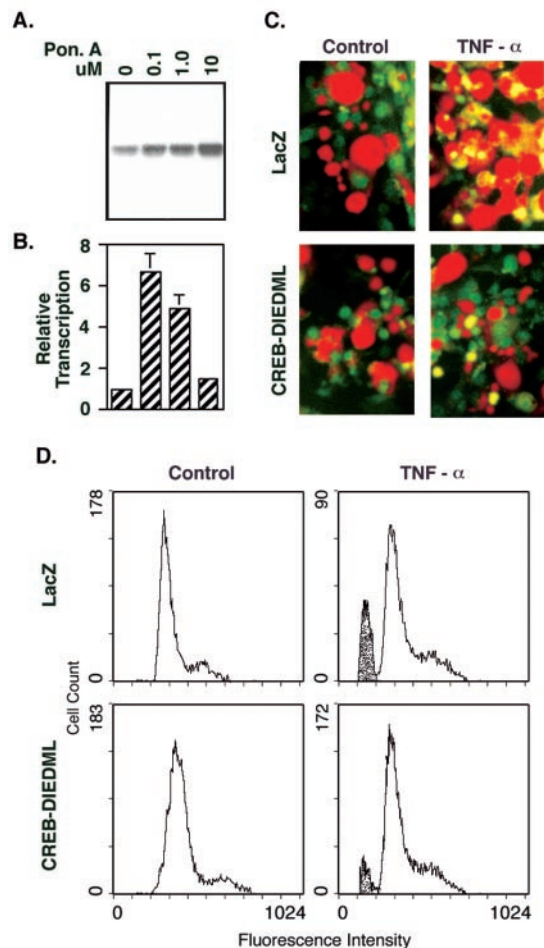 A.
Pon. A
uM
0
0.1
1.0
10
B.
Relative
Transcription
8
6
4
2
0
C.
Control
TNF - α
LacZ
CREB-DIEDML
D.
Control
TNF - α
LacZ
CREB-DIEDML
Cell Count
178
0
90
0
183
0
172
0
0
1024
0
1024
Fluorescence Intensity